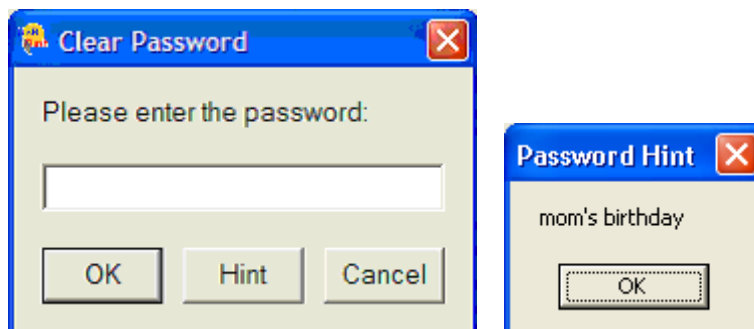 Clear Password
Please enter the password:
OK Hint Cancel
Password Hint
mom's birthday
OK